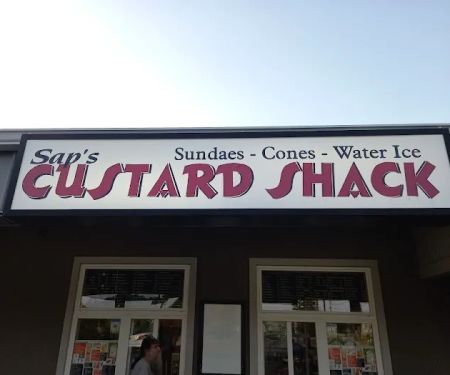 Sap's
Sundaes - Cones - Water Ice
CUSTARD SHACK